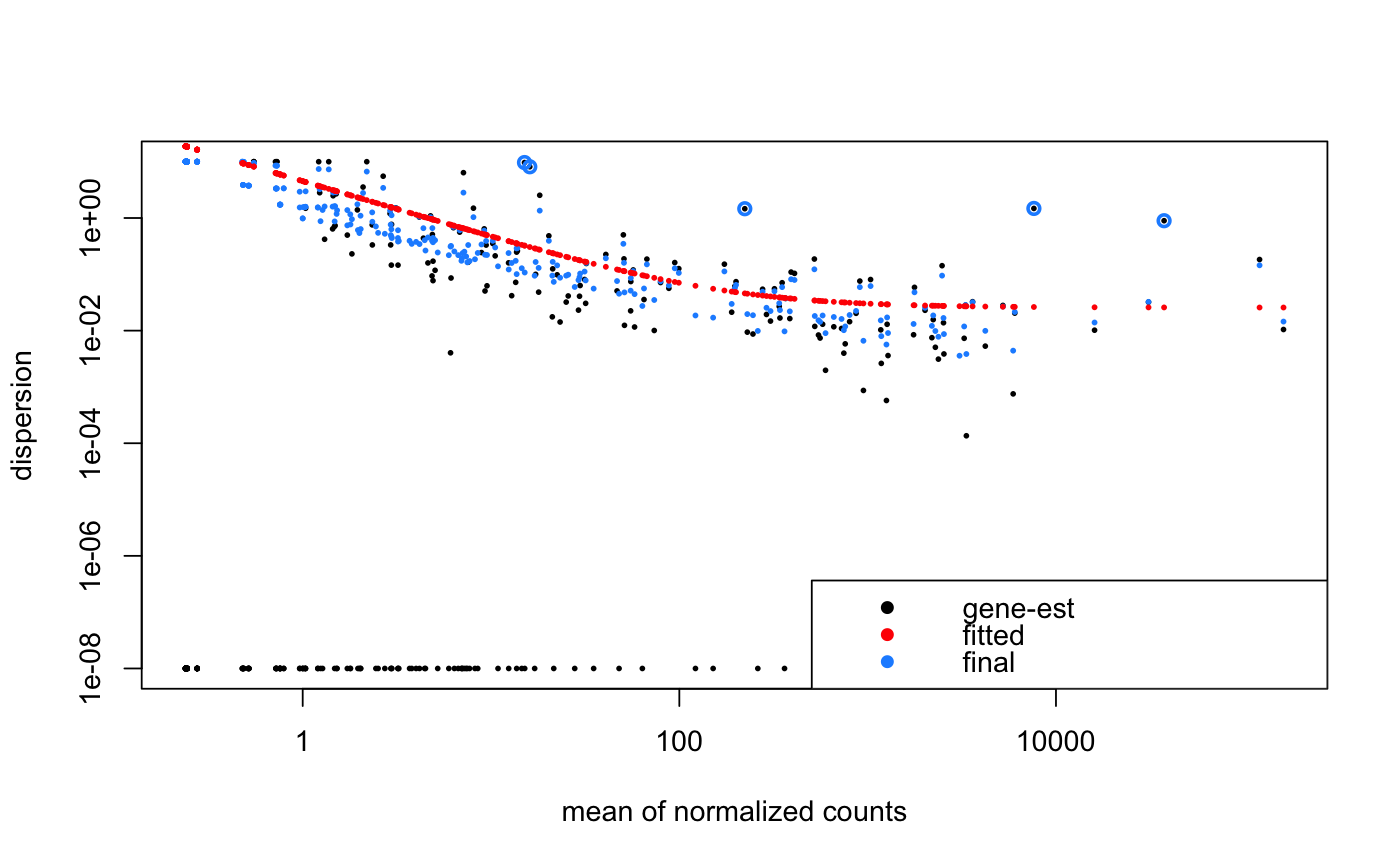 1e+00
1e-02
1e-04
1e-06
1e-08
dispersion
gene-est
fitted
final
1 100 10000
mean of normalized counts